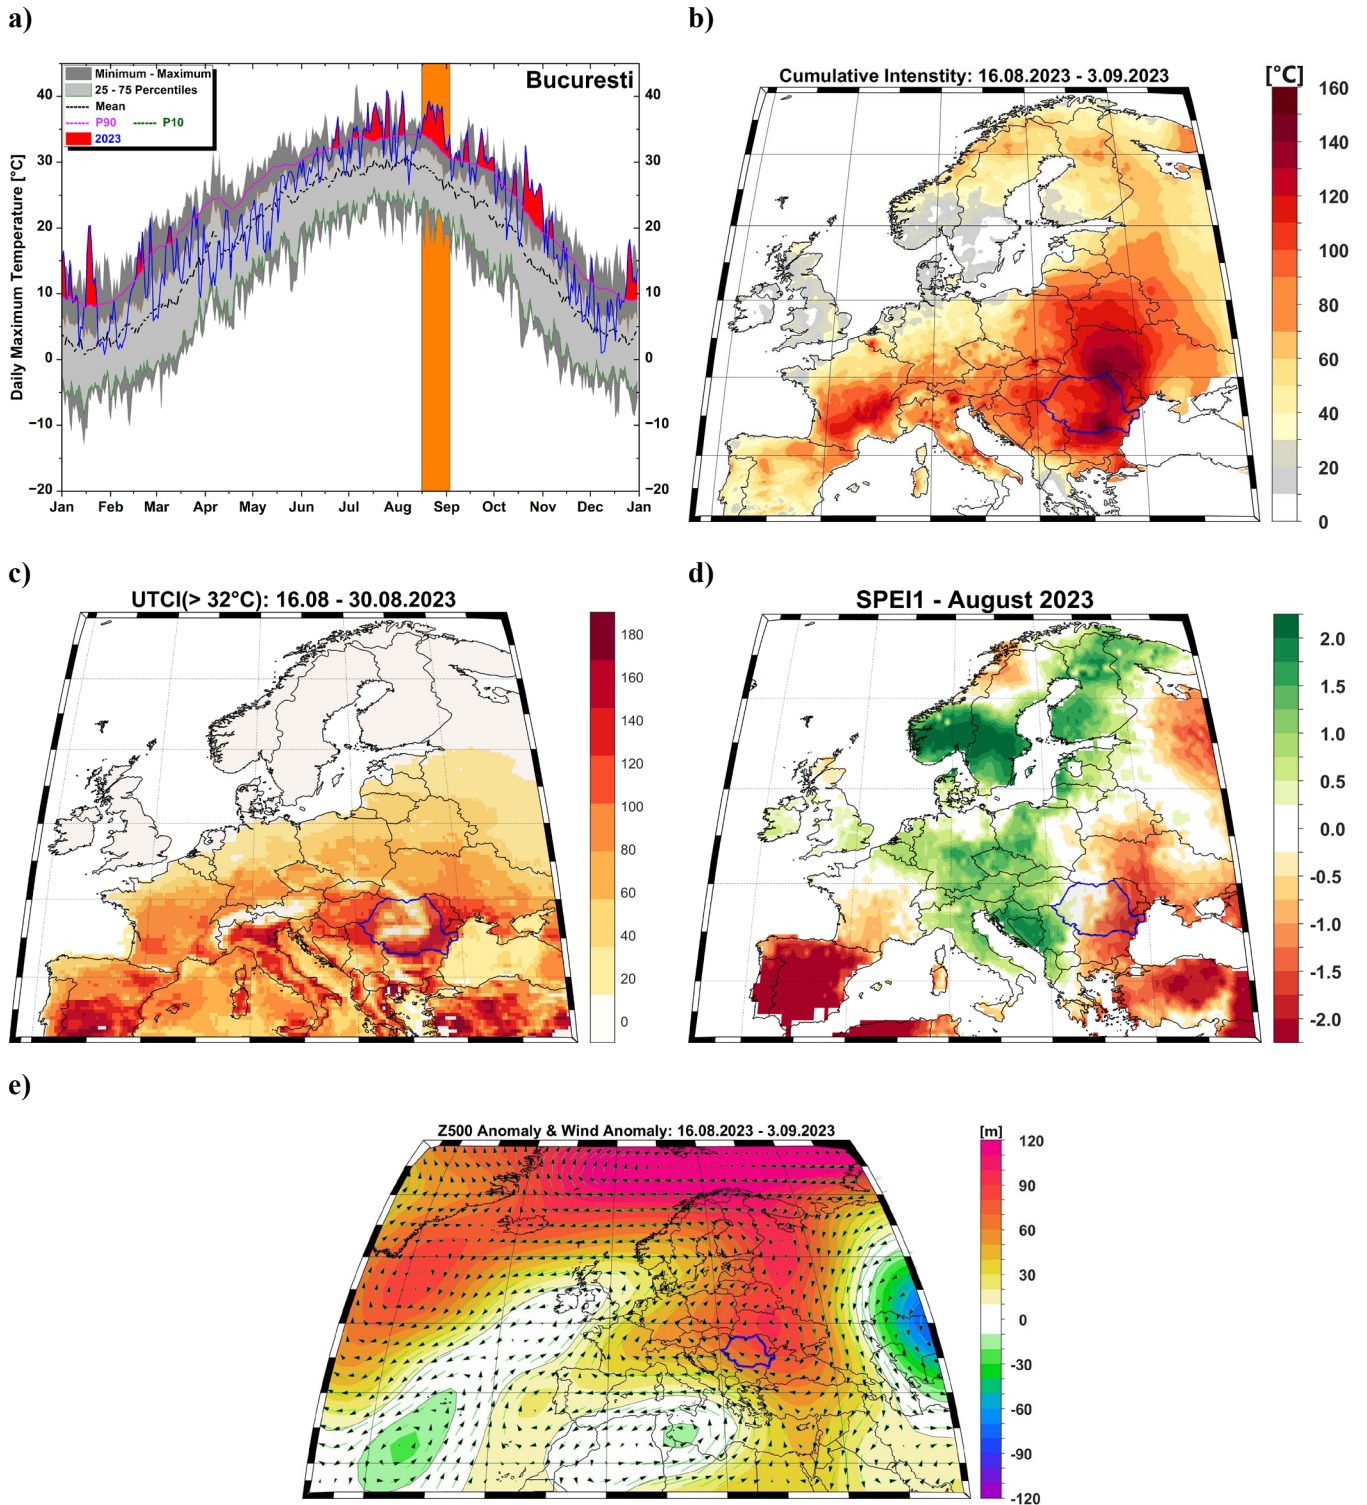 a)
Bucuresti
Minimum - Maximum
25 - 75 Percentiles
Mean
P90 P10
2023
Daily Maximum Temperature [°C]
40 40
30 30
20 20
10 10
0 0
−10 −10
−20 −20
Jan Feb Mar Apr May Jun Jul Aug Sep Oct Nov Dec Jan
b)
Cumulative Intenstity: 16.08.2023 - 3.09.2023
[°C]
160
140
120
100
80
60
40
20
0
c)
UTCI(> 32°C): 16.08 - 30.08.2023
180
160
140
120
100
80
60
40
20
0
d)
SPEI1 - August 2023
2.0
1.5
1.0
0.5
0.0
-0.5
-1.0
-1.5
-2.0
e)
Z500 Anomaly & Wind Anomaly: 16.08.2023 - 3.09.2023
[m]
120
90
60
30
0
-30
-60
-90
-120